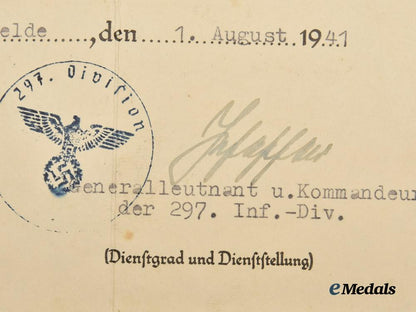 elde......,den ....1. August 1941
297. Division
Generalleutnant u.Kommandeur
der 297. Inf.-Div.
(Dienstgrad und Dienststellung)
eMedals